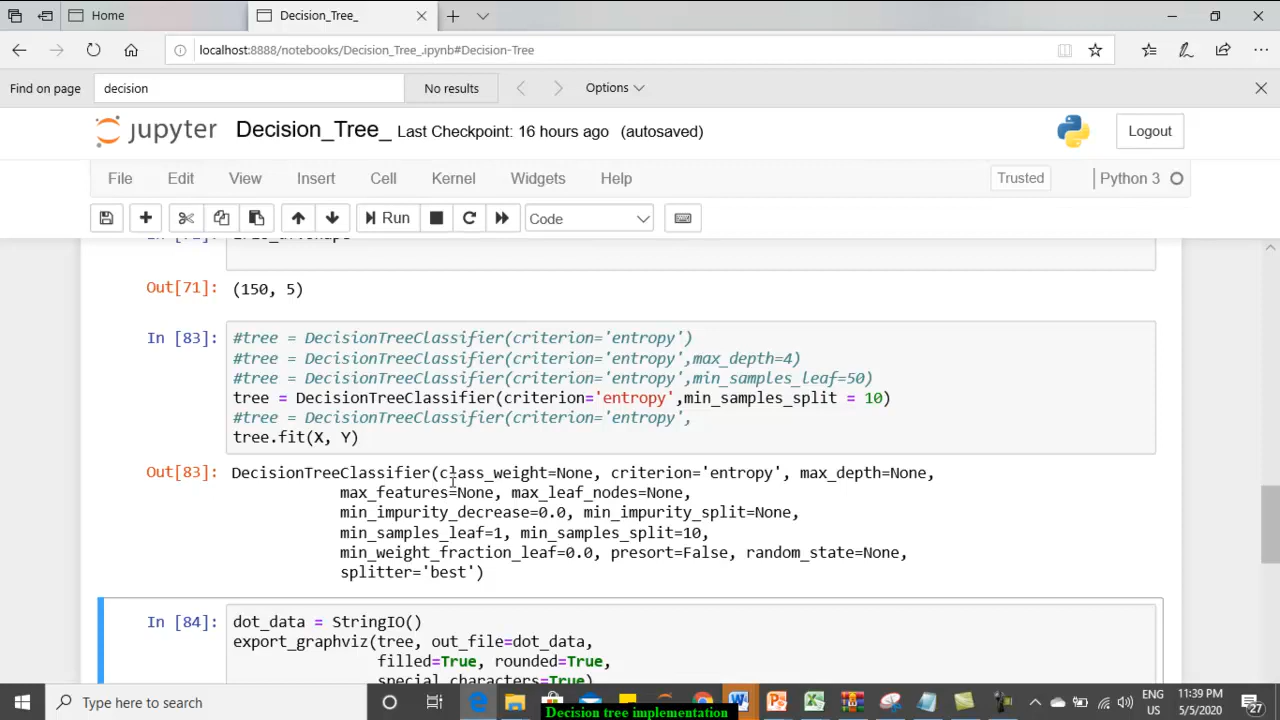 Home
Decision_Tree_
localhost:8888/notebooks/Decision_Tree_.ipynb#Decision-Tree
Find on page
decision
No results
Options
jupyter
Decision_Tree_
Last Checkpoint: 16 hours ago (autosaved)
Logout
File Edit View Insert Cell Kernel Widgets Help
Trusted
Python 3
Run
Code
Out[71]: (150, 5)
In [83]: #tree = DecisionTreeClassifier(criterion='entropy')
#tree = DecisionTreeClassifier(criterion='entropy',max_depth=4)
#tree = DecisionTreeClassifier(criterion='entropy',min_samples_leaf=50)
tree = DecisionTreeClassifier(criterion='entropy',min_samples_split = 10)
#tree = DecisionTreeClassifier(criterion='entropy',
tree.fit(X, Y)
Out[83]: DecisionTreeClassifier(class_weight=None, criterion='entropy', max_depth=None,
max_features=None, max_leaf_nodes=None,
min_impurity_decrease=0.0, min_impurity_split=None,
min_samples_leaf=1, min_samples_split=10,
min_weight_fraction_leaf=0.0, presort=False, random_state=None,
splitter='best')
In [84]: dot_data = StringIO()
export_graphviz(tree, out_file=dot_data,
filled=True, rounded=True,
special_characters=True)
Type here to search
ENG
US
11:39 PM
5/5/2020
27
Decision tree implementation